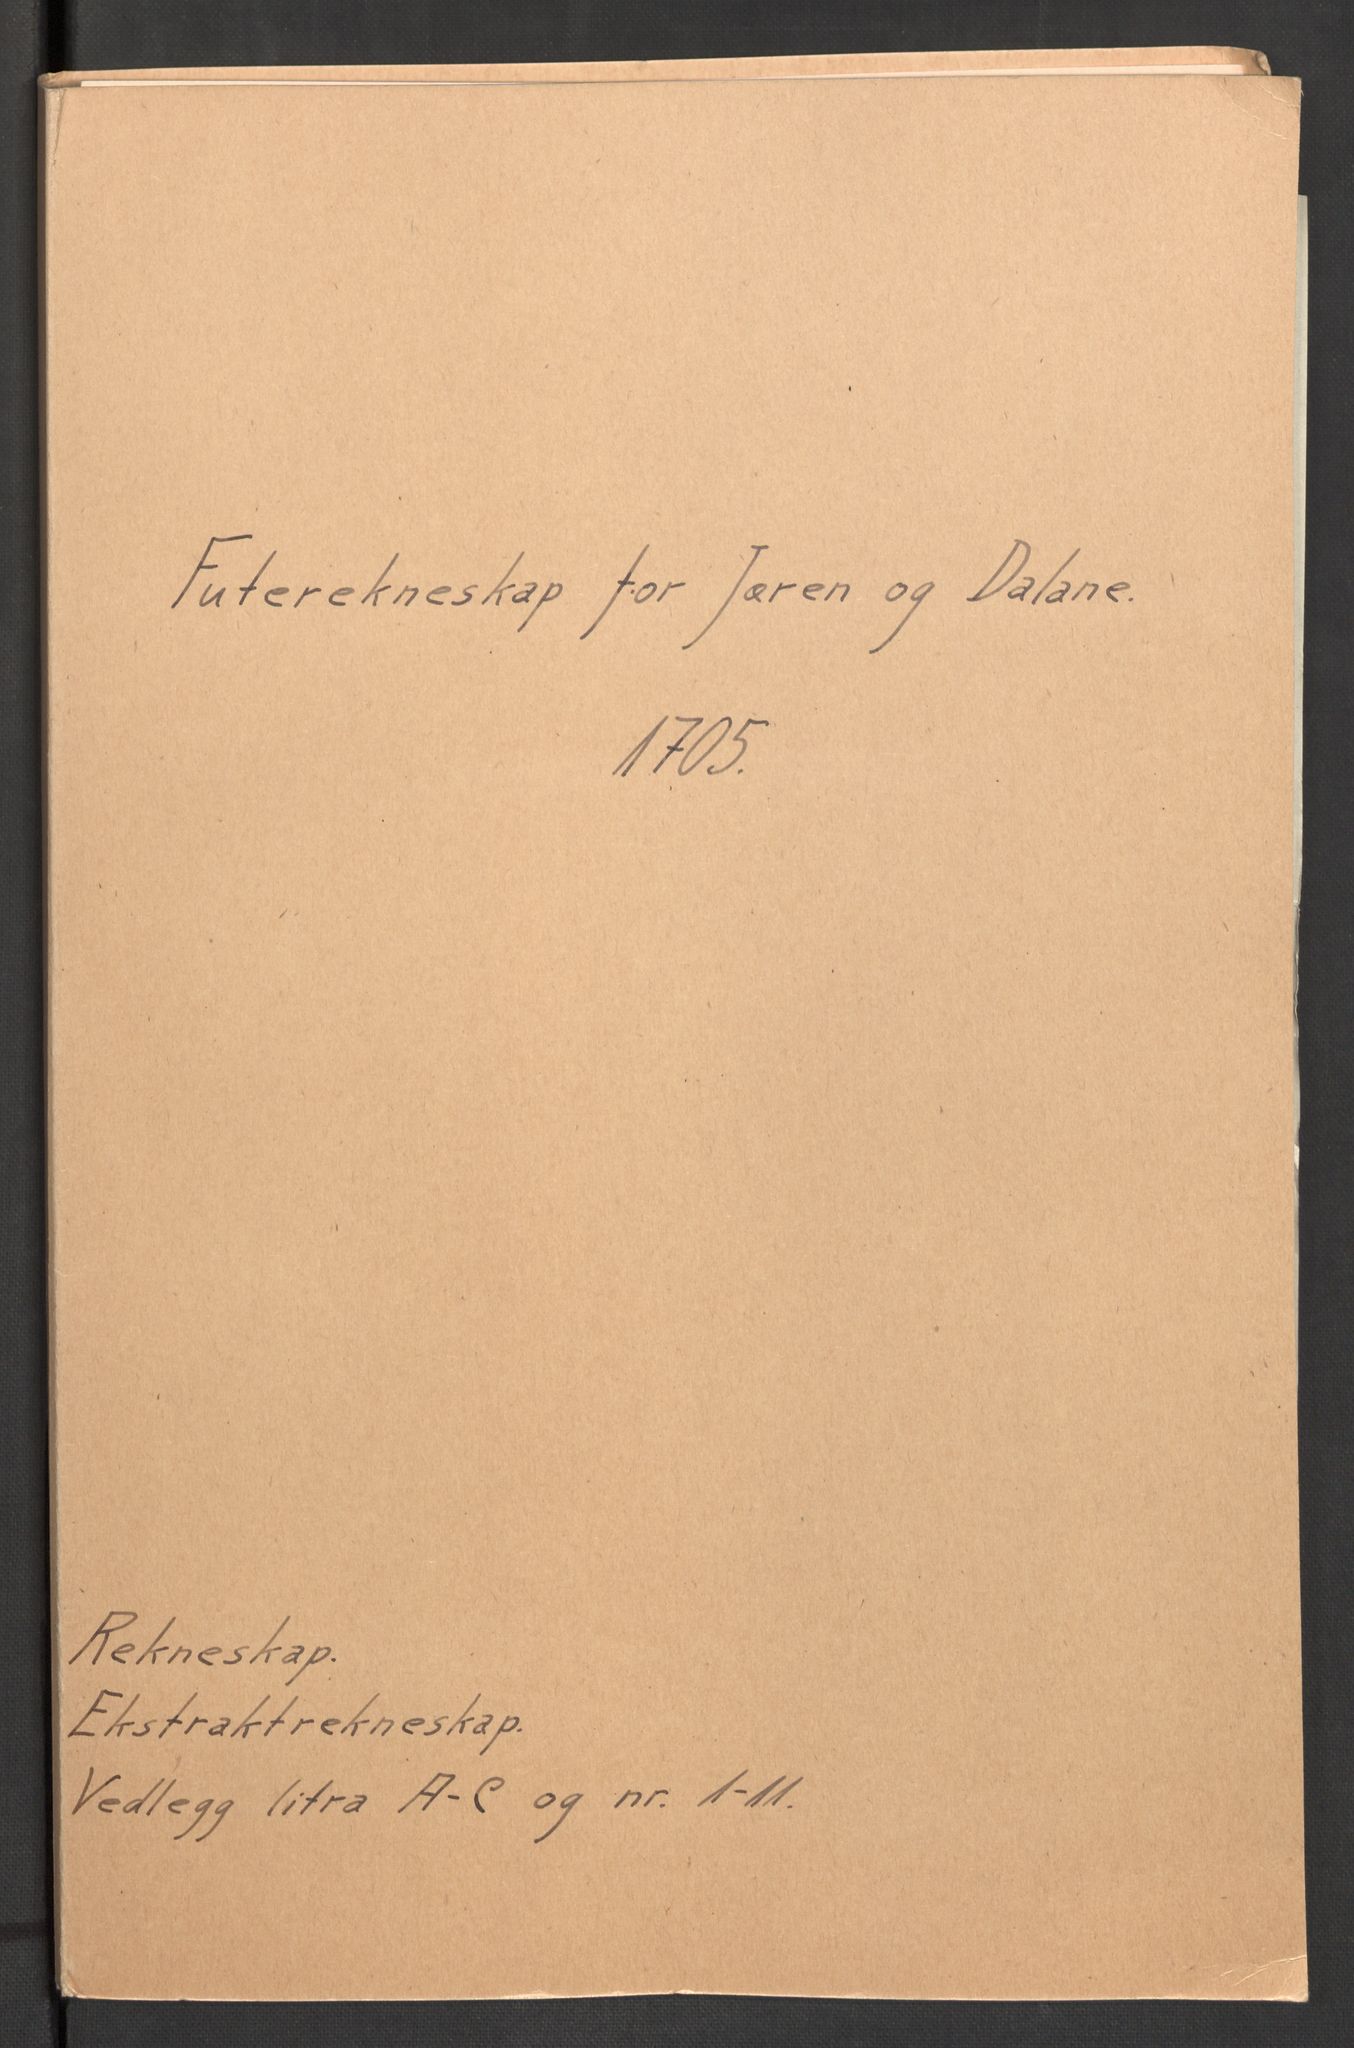 Futerekneskap for Jæren og Dalane.
1705.
Rekneskap.
Ekstraktrekneskap.
Vedlegg litra A-C og nr. 1-11.